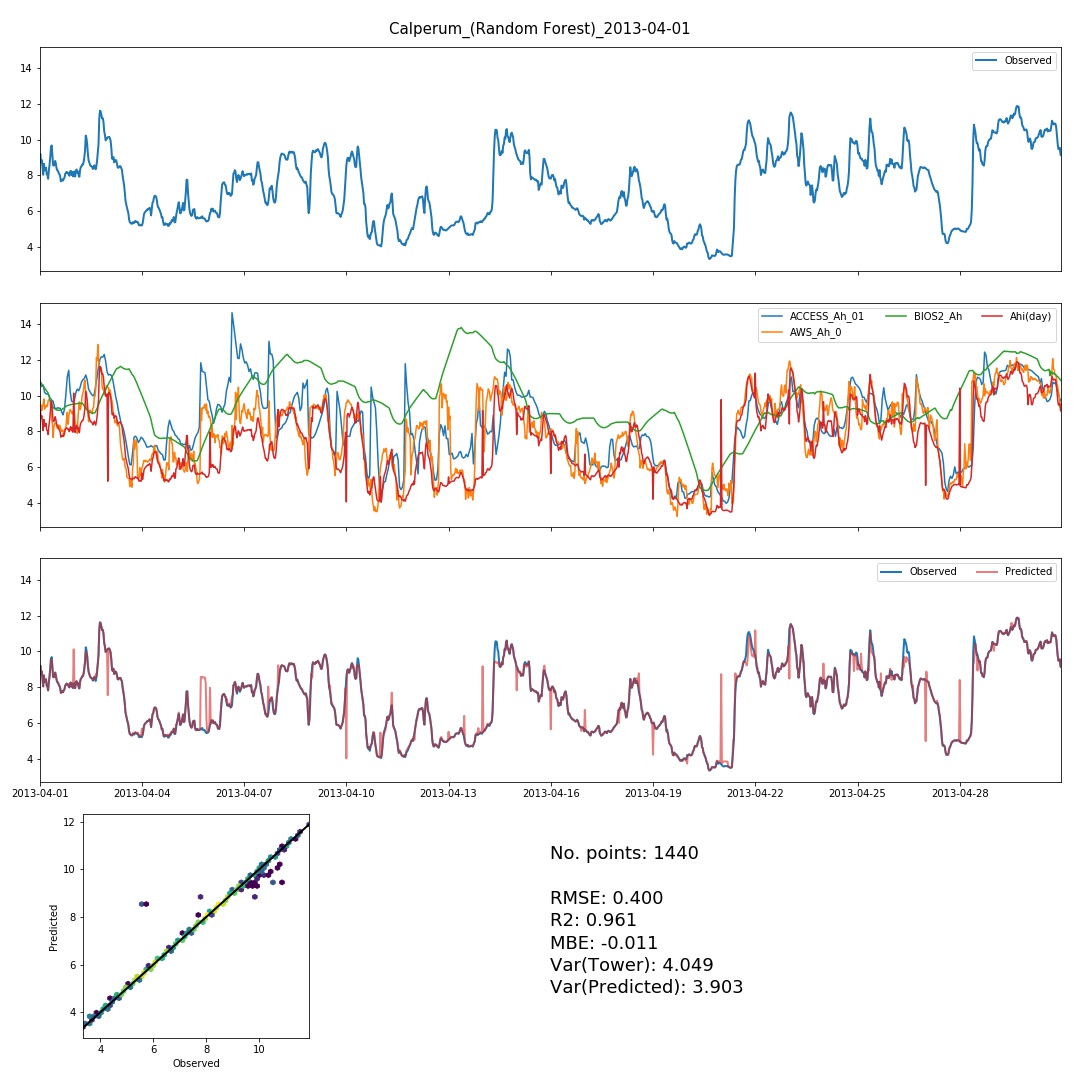 Calperum_(Random Forest)_2013-04-01
Observed
14
12
10
8
6
4
ACCESS_Ah_01 BIOS2_Ah Ahi(day)
AWS_Ah_0
14
12
10
8
6
4
Observed Predicted
14
12
10
8
6
4
2013-04-01 2013-04-04 2013-04-07 2013-04-10 2013-04-13 2013-04-16 2013-04-19 2013-04-22 2013-04-25 2013-04-28
12
10
8
6
4
Predicted
4 6 8 10
Observed
No. points: 1440
RMSE: 0.400
R2: 0.961
MBE: -0.011
Var(Tower): 4.049
Var(Predicted): 3.903